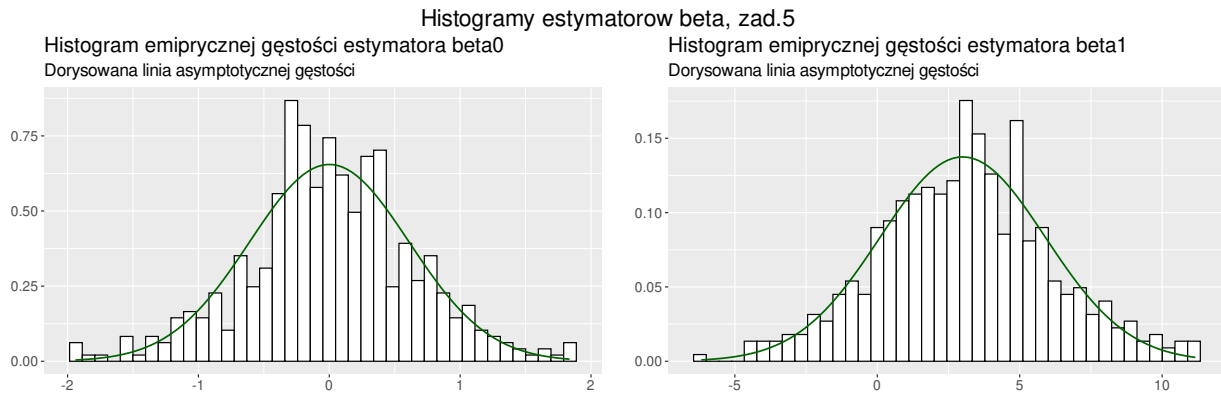 Histogramy estymatorow beta, zad.5
Histogram emiprycznej gęstości estymatora beta0
Dorysowana linia asymptotycznej gęstości
0.75
0.50
0.25
0.00
-2 -1 0 1 2
Histogram emiprycznej gęstości estymatora beta1
Dorysowana linia asymptotycznej gęstości
0.15
0.10
0.05
0.00
-5 0 5 10